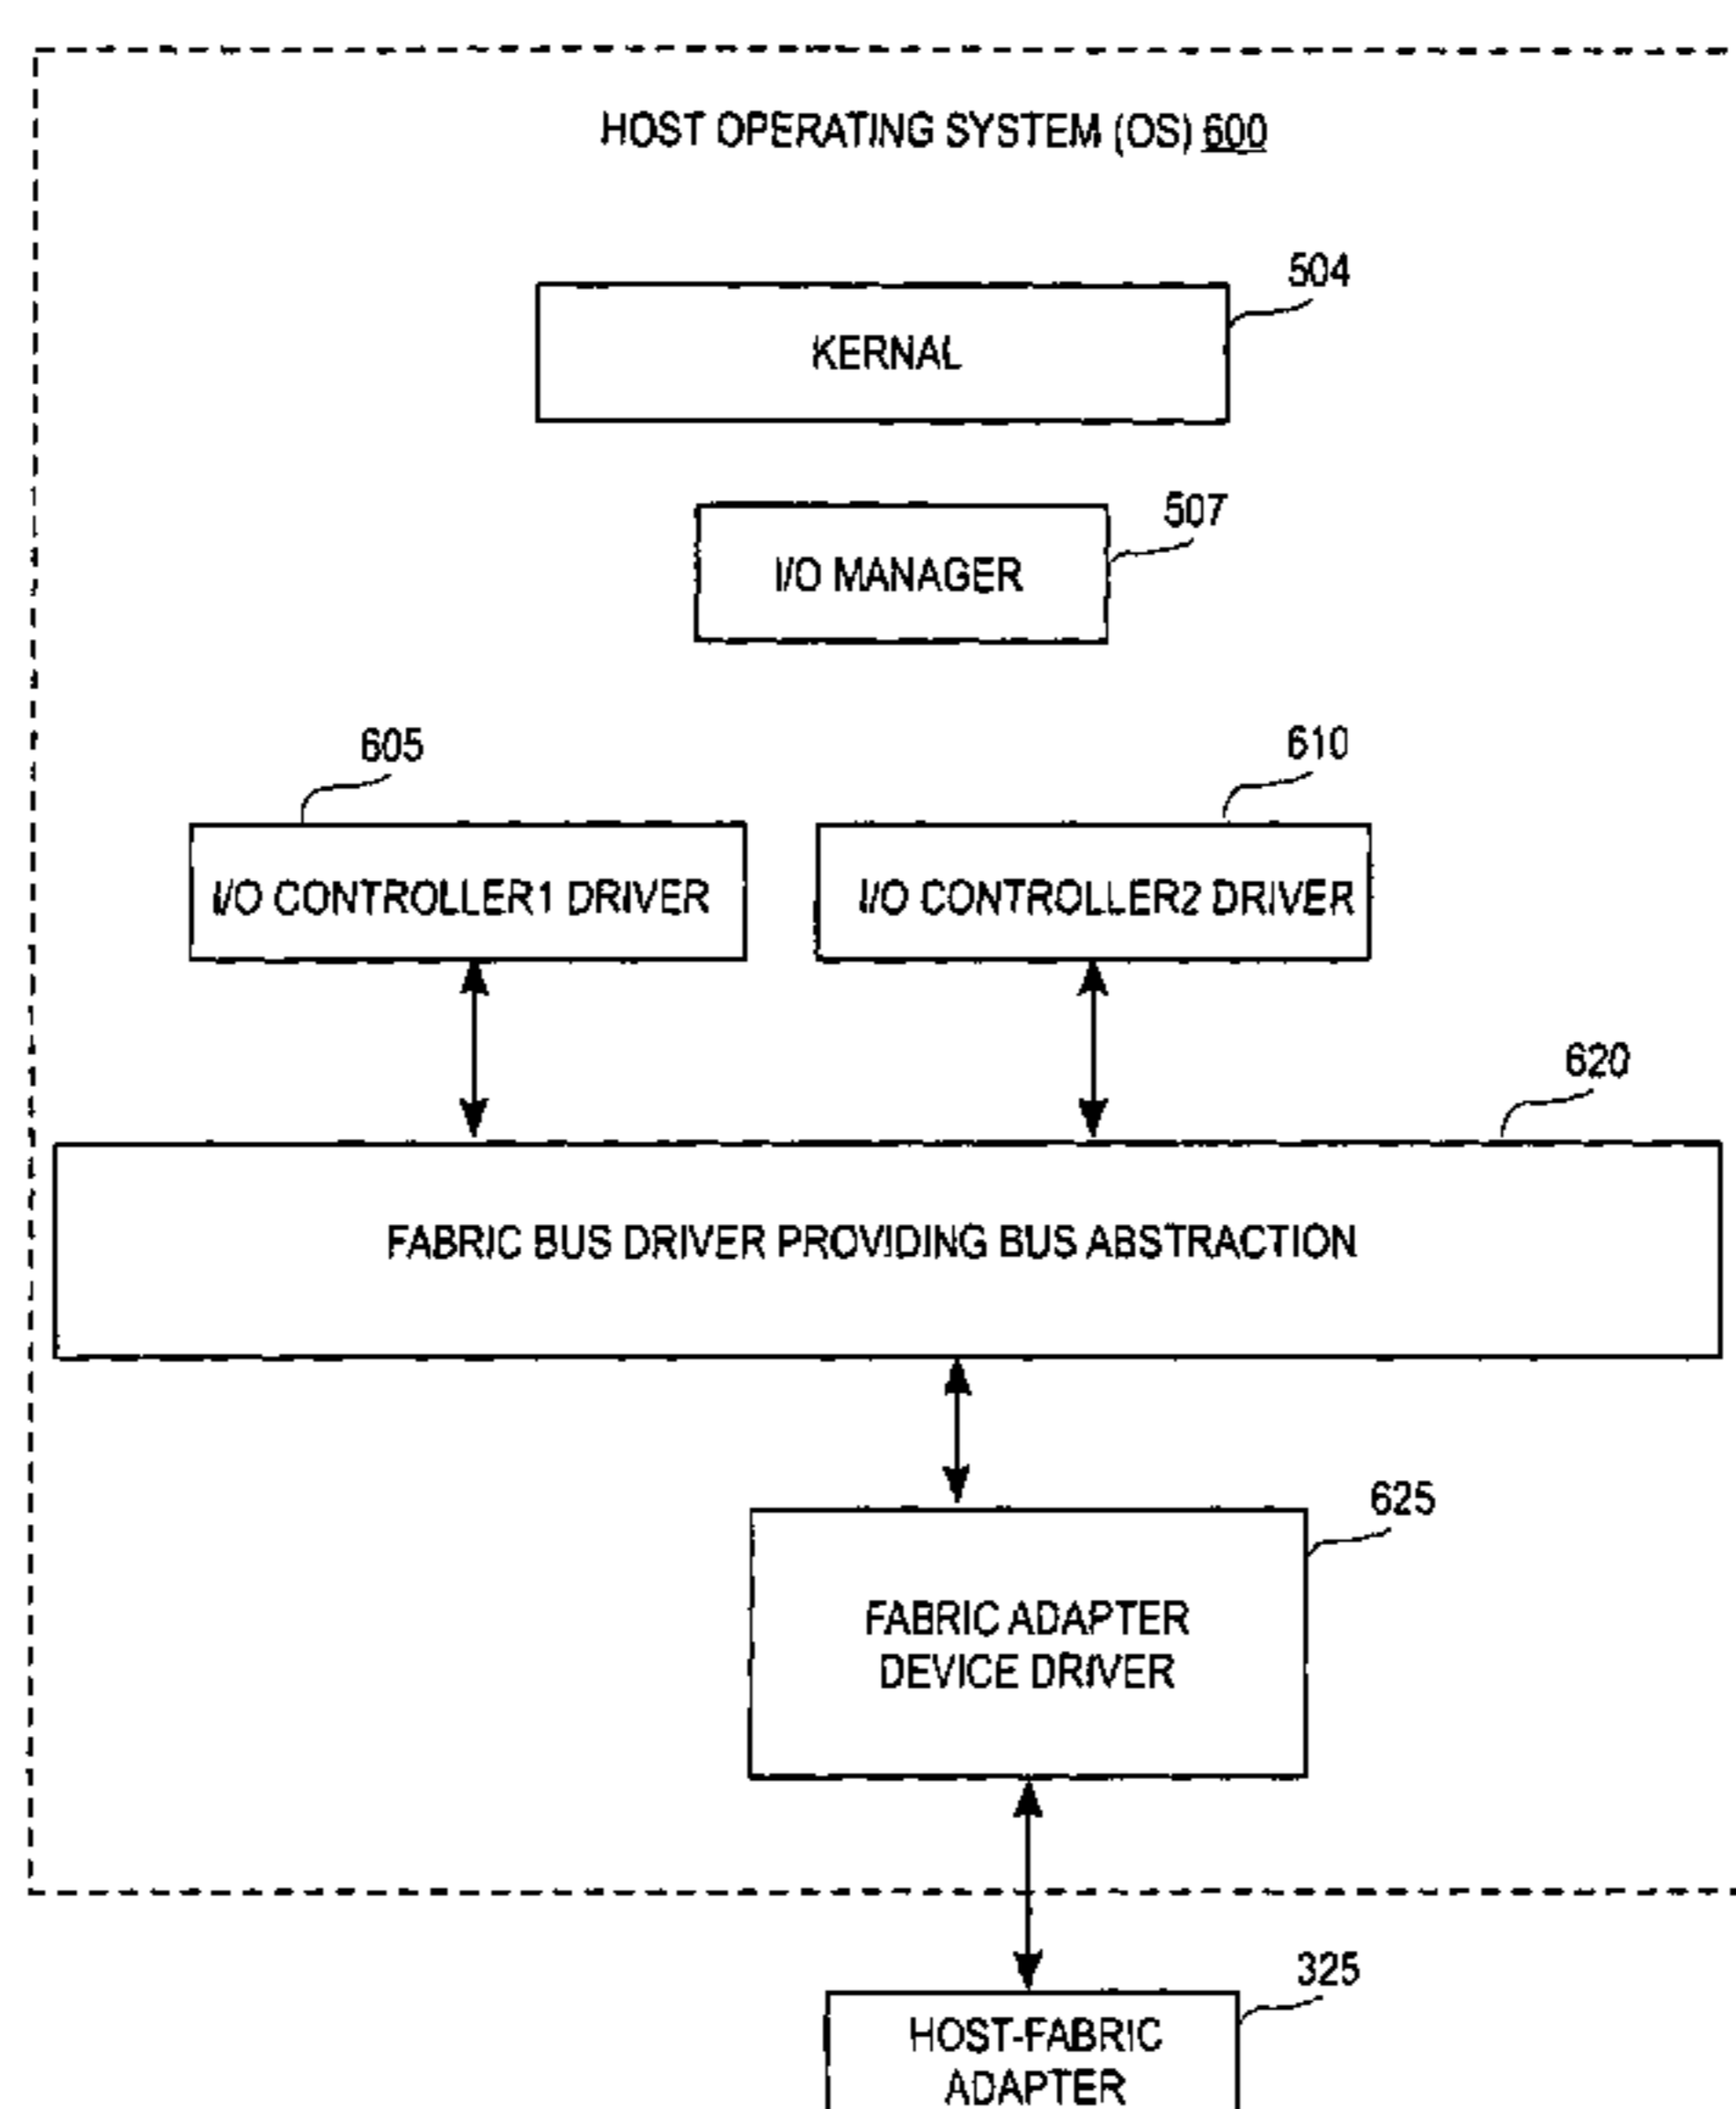 HOST OPERATING SYSTEM (OS) 600
504
KERNAL
507
I/O MANAGER
605
610
I/O CONTROLLER1 DRIVER
I/O CONTROLLER2 DRIVER
620
FABRIC BUS DRIVER PROVIDING BUS ABSTRACTION
625
FABRIC ADAPTER
DEVICE DRIVER
325
HOST-FABRIC
ADAPTER